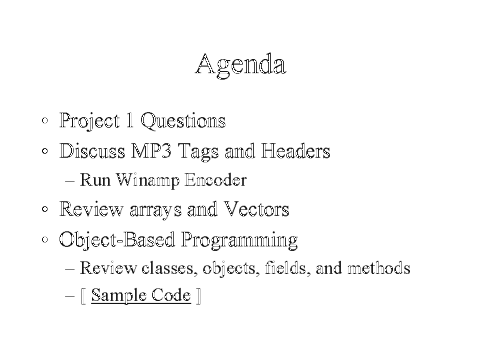 Agenda
◦ Project 1 Questions
◦ Discuss MP3 Tags and Headers
– Run Winamp Encoder
◦ Review arrays and Vectors
◦ Object-Based Programming
– Review classes, objects, fields, and methods
– [ Sample Code ]